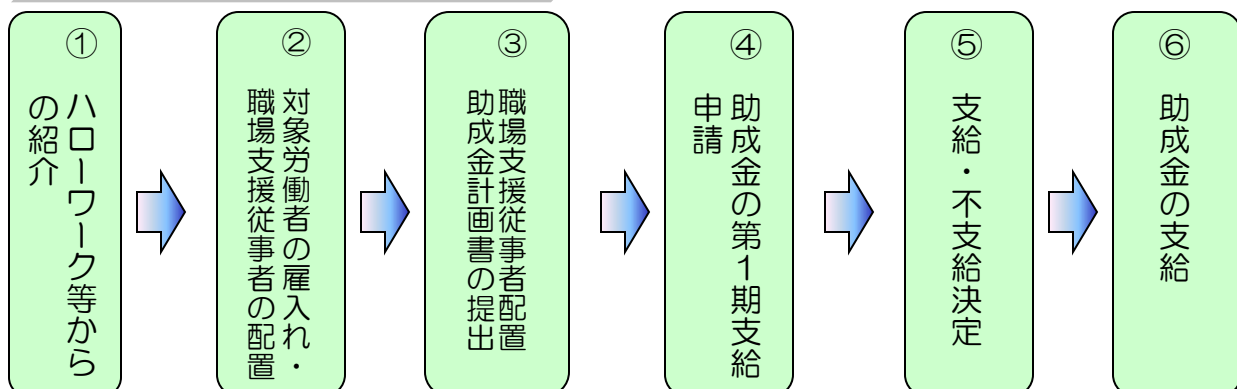 ①
ハローワーク等から
の紹介
②
対象労働者の雇入れ・
職場支援従事者の配置
③
職場支援従事者配置
助成金計画書の提出
④
助成金の第1期支給
申請
⑤
支給・不支給決定
⑥
助成金の支給